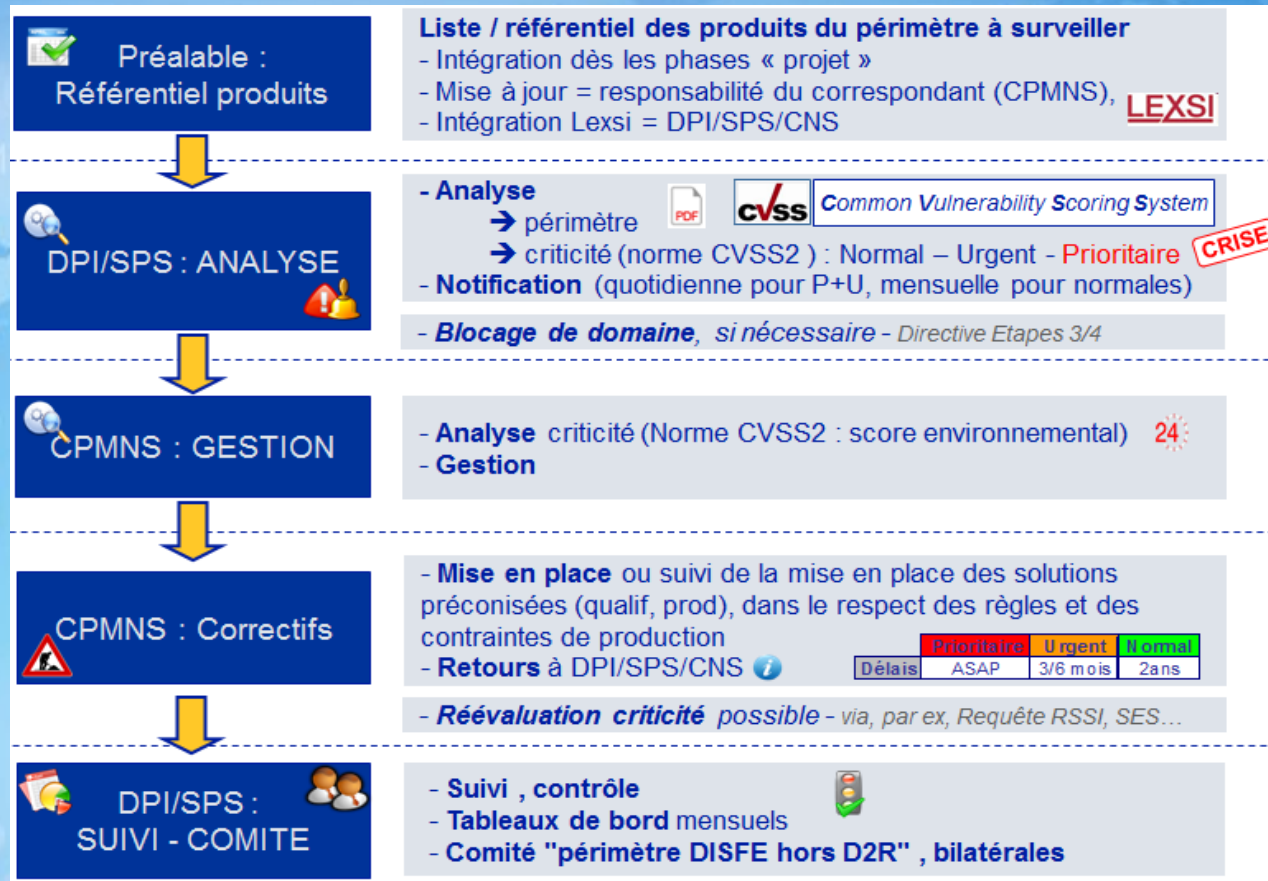 Préalable :
Référentiel produits
Liste / référentiel des produits du périmètre à surveiller
- Intégration dès les phases « projet »
- Mise à jour = responsabilité du correspondant (CPMNS),
- Intégration Lexsi = DPI/SPS/CNS
LEXSI
DPI/SPS : ANALYSE
- Analyse
➔ périmètre
PDF
CVSS
Common Vulnerability Scoring System
➔ criticité (norme CVSS2 ) : Normal – Urgent - Prioritaire
CRISE
- Notification (quotidienne pour P+U, mensuelle pour normales)
- Blocage de domaine, si nécessaire - Directive Etapes 3/4
CPMNS : GESTION
- Analyse criticité (Norme CVSS2 : score environnemental)
24
- Gestion
CPMNS : Correctifs
- Mise en place ou suivi de la mise en place des solutions
préconisées (qualif, prod), dans le respect des règles et des
contraintes de production
- Retours à DPI/SPS/CNS
Prioritaire Urgent Normal
Délais ASAP 3/6 mois 2ans
- Réévaluation criticité possible - via, par ex, Requête RSSI, SES…
DPI/SPS :
SUIVI - COMITE
- Suivi , contrôle
- Tableaux de bord mensuels
- Comité "périmètre DISFE hors D2R" , bilatérales